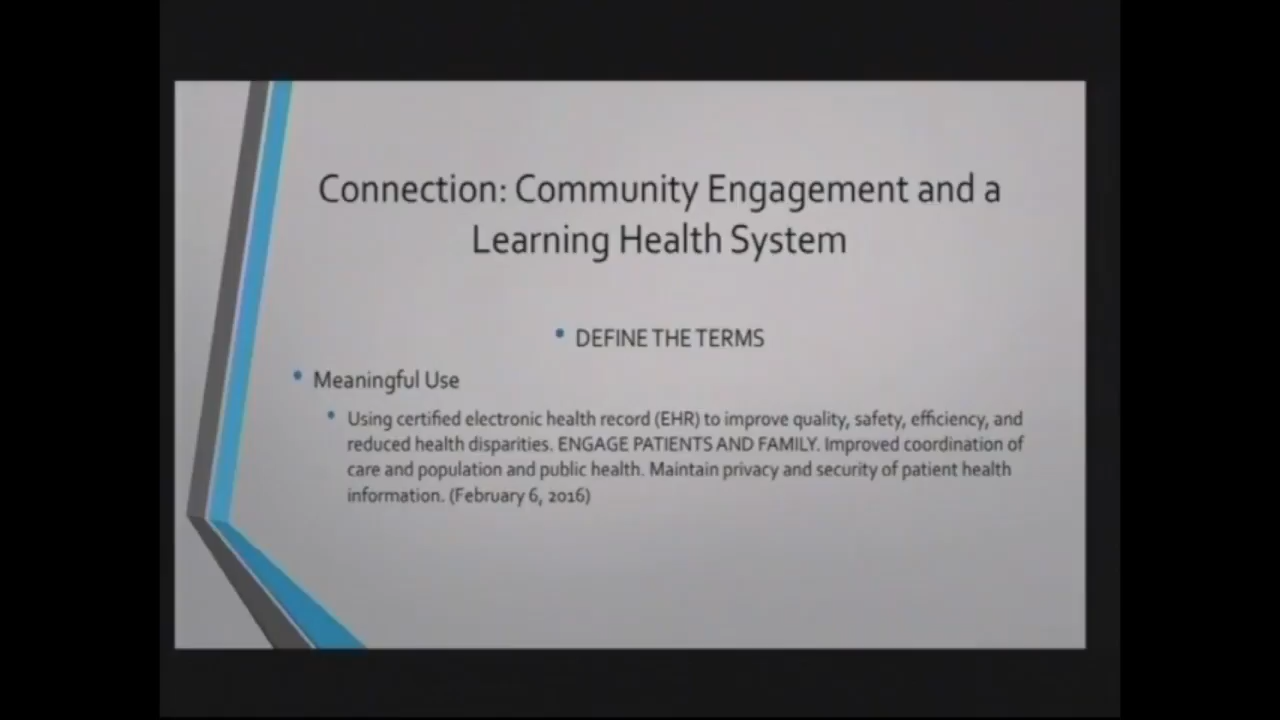 Connection: Community Engagement and a
Learning Health System
• DEFINE THE TERMS
• Meaningful Use
• Using certified electronic health record (EHR) to improve quality, safety, efficiency, and
reduced health disparities. ENGAGE PATIENTS AND FAMILY. Improved coordination of
care and population and public health. Maintain privacy and security of patient health
information. (February 6, 2016)